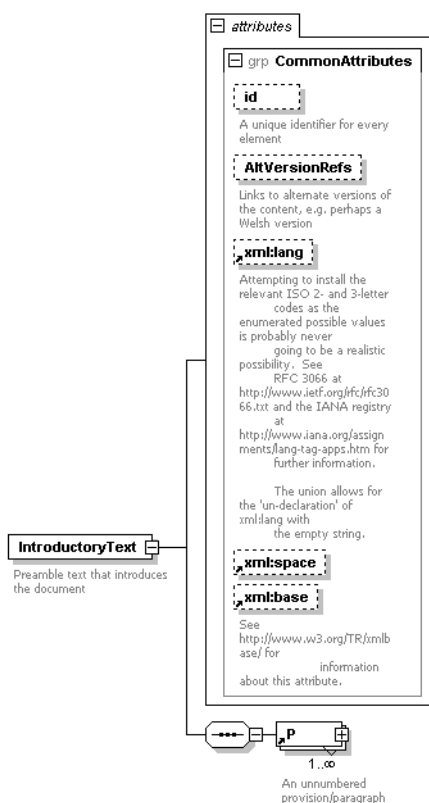 attributes
grp CommonAttributes
id
A unique identifier for every
element
AltVersionRefs
Links to alternate versions of
the content, e.g. perhaps a
Welsh version
xml:lang
Attempting to install the
relevant ISO 2- and 3-letter
codes as the
enumerated possible values
is probably never
going to be a realistic
possibility. See
RFC 3066 at
http://www.ietf.org/rfc/rfc30
66.txt and the IANA registry
at
http://www.iana.org/assign
ments/lang-tag-apps.htm for
further information.
The union allows for
the 'un-declaration' of
xml:lang with
the empty string.
IntroductoryText
Preamble text that introduces
the document
xml:space
xml:base
See
http://www.w3.org/TR/xmlb
ase/ for
information
about this attribute.
P
1..∞
An unnumbered
provision/paragraph